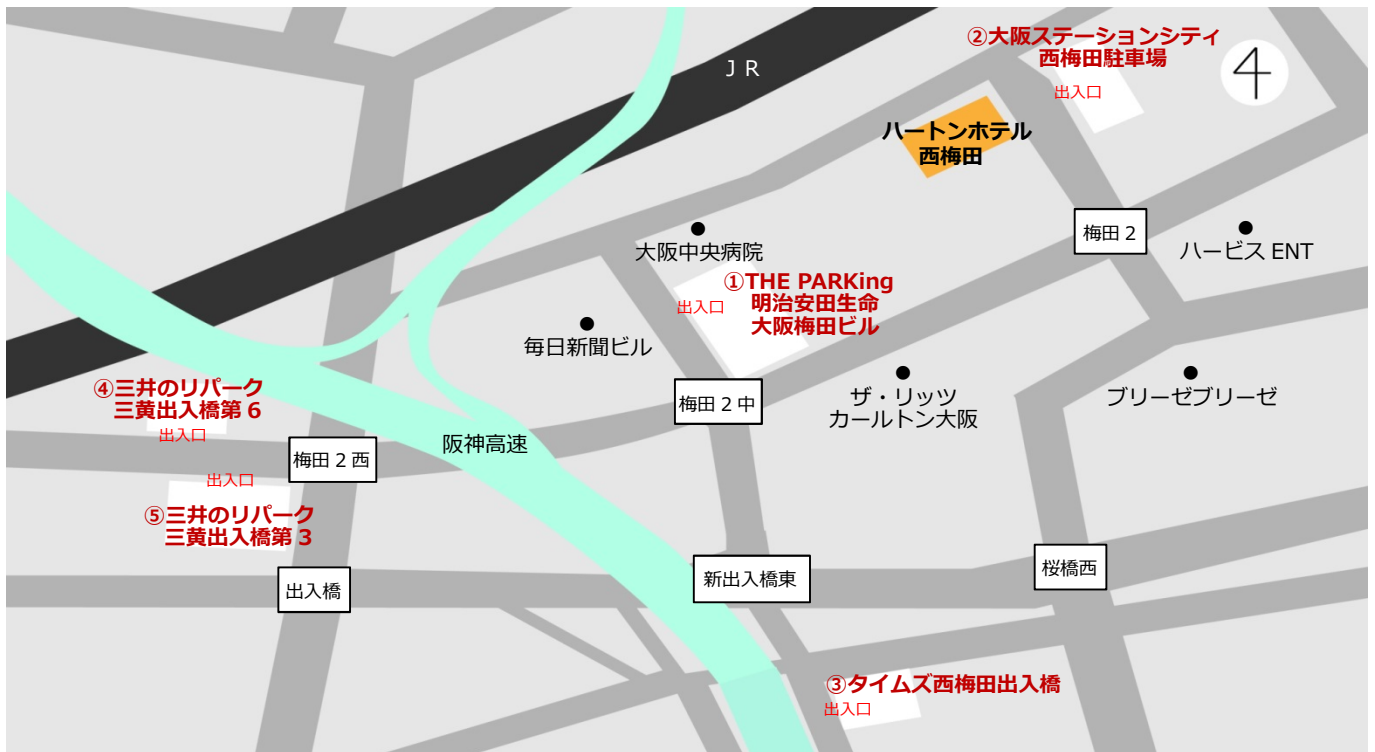 ②大阪ステーションシティ
西梅田駐車場
出入口
4
ＪＲ
ハートンホテル
西梅田
大阪中央病院
梅田２
ハービス ENT
①THE PARKing
明治安田生命
大阪梅田ビル
出入口
毎日新聞ビル
④三井のリパーク
三黄出入橋第６
出入口
梅田２中
ザ・リッツ
カールトン大阪
ブリーゼブリーゼ
阪神高速
梅田２西
出入口
⑤三井のリパーク
三黄出入橋第３
出入橋
新出入橋東
桜橋西
③タイムズ西梅田出入橋
出入口